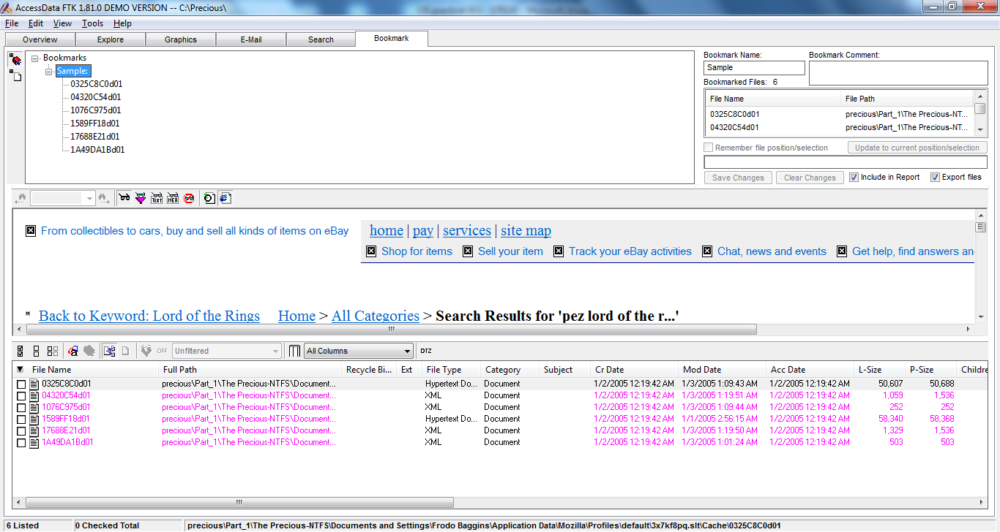 AccessData FTK 1.81.0 DEMO VERSION -- C:\Precious\
File Edit View Tools Help
Overview Explore Graphics E-Mail Search Bookmark
Bookmarks
Sample:
0325C8C0d01
04320C54d01
1076C975d01
1589FF18d01
17688E21d01
1A49DA1Bd01
Bookmark Name: Bookmark Comment:
Sample
Bookmarked Files: 6
File Name File Path
0325C8C0d01 precious\Part_1\The Precious-NT...
04320C54d01 precious\Part_1\The Precious-NT...
Remember file position/selection Update to current position/selection
Save Changes Clear Changes Include in Report Export files
TEXT HEX
From collectibles to cars, buy and sell all kinds of items on eBay home | pay | services | site map
Shop for items Sell your item Track your eBay activities Chat, news and events Get help, find answers an
Back to Keyword: Lord of the Rings Home > All Categories > Search Results for 'pez lord of the r...'
OFF Unfiltered All Columns DTZ
File Name Full Path Recycle Bi... Ext File Type Category Subject Cr Date Mod Date Acc Date L-Size P-Size Childre
0325C8C0d01 precious\Part_1\The Precious-NTFS\Document... Hypertext Do... Document 1/2/2005 12:19:42 AM 1/3/2005 1:09:43 AM 1/2/2005 12:19:42 AM 50,607 50,688
04320C54d01 precious\Part_1\The Precious-NTFS\Document... XML Document 1/2/2005 12:19:42 AM 1/3/2005 1:19:51 AM 1/2/2005 12:19:42 AM 1,059 1,536
1076C975d01 precious\Part_1\The Precious-NTFS\Document... XML Document 1/2/2005 12:19:42 AM 1/3/2005 1:09:44 AM 1/2/2005 12:19:42 AM 252 252
1589FF18d01 precious\Part_1\The Precious-NTFS\Document... Hypertext Do... Document 1/2/2005 12:19:42 AM 1/1/2005 2:56:15 AM 1/2/2005 12:19:42 AM 58,340 58,368
17688E21d01 precious\Part_1\The Precious-NTFS\Document... XML Document 1/2/2005 12:19:42 AM 1/3/2005 1:19:50 AM 1/2/2005 12:19:42 AM 1,329 1,536
1A49DA1Bd01 precious\Part_1\The Precious-NTFS\Document... XML Document 1/2/2005 12:19:42 AM 1/3/2005 1:01:24 AM 1/2/2005 12:19:42 AM 503 503
6 Listed 0 Checked Total precious\Part_1\The Precious-NTFS\Documents and Settings\Frodo Baggins\Application Data\Mozilla\Profiles\default\3x7kf8pq.slt\Cache\0325C8C0d01